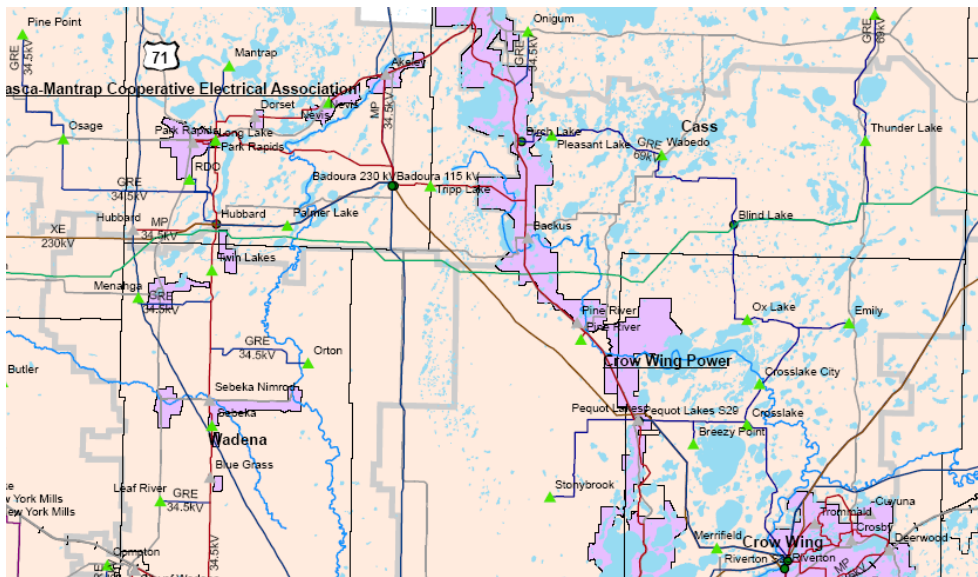 Pine Point
GRE
34.5kV
71
Mantrap
Akeley
Onigum
GRE
34.5kV
GRE
69kV
asca-Mantrap Cooperative Electrical Association
Dorset
Nevis
Nevis
MP
34.5kV
Osage
Park Rapids
Long Lake
Park Rapids
Birch Lake
Pleasant Lake
Cass
GRE
69kV
Wabedo
Thunder Lake
RDO
GRE
34.5kV
Badoura 230 kV
Badoura 115 kV
Tripp Lake
Hubbard
MP
34.5kV
Hubbard
Palmer Lake
Backus
Blind Lake
XE
230kV
Twin Lakes
Menahga
GRE
34.5kV
Pine River
Pine River
Ox Lake
Emily
GRE
34.5kV
Orton
Butler
Crow Wing Power
Crosslake City
Sebeka
Nimrod
Sebeka
Wadena
Pequot Lakes
Pequot Lakes S29
Crosslake
Breezy Point
Blue Grass
Leaf River
GRE
34.5kV
Stonybrook
w York Mills
ew York Mills
Cuyuna
Trommald
Crosby
Deerwood
Merrifield
Crow Wing
Riverton
MP
34.5kV
Compton
GRE
34.5kV